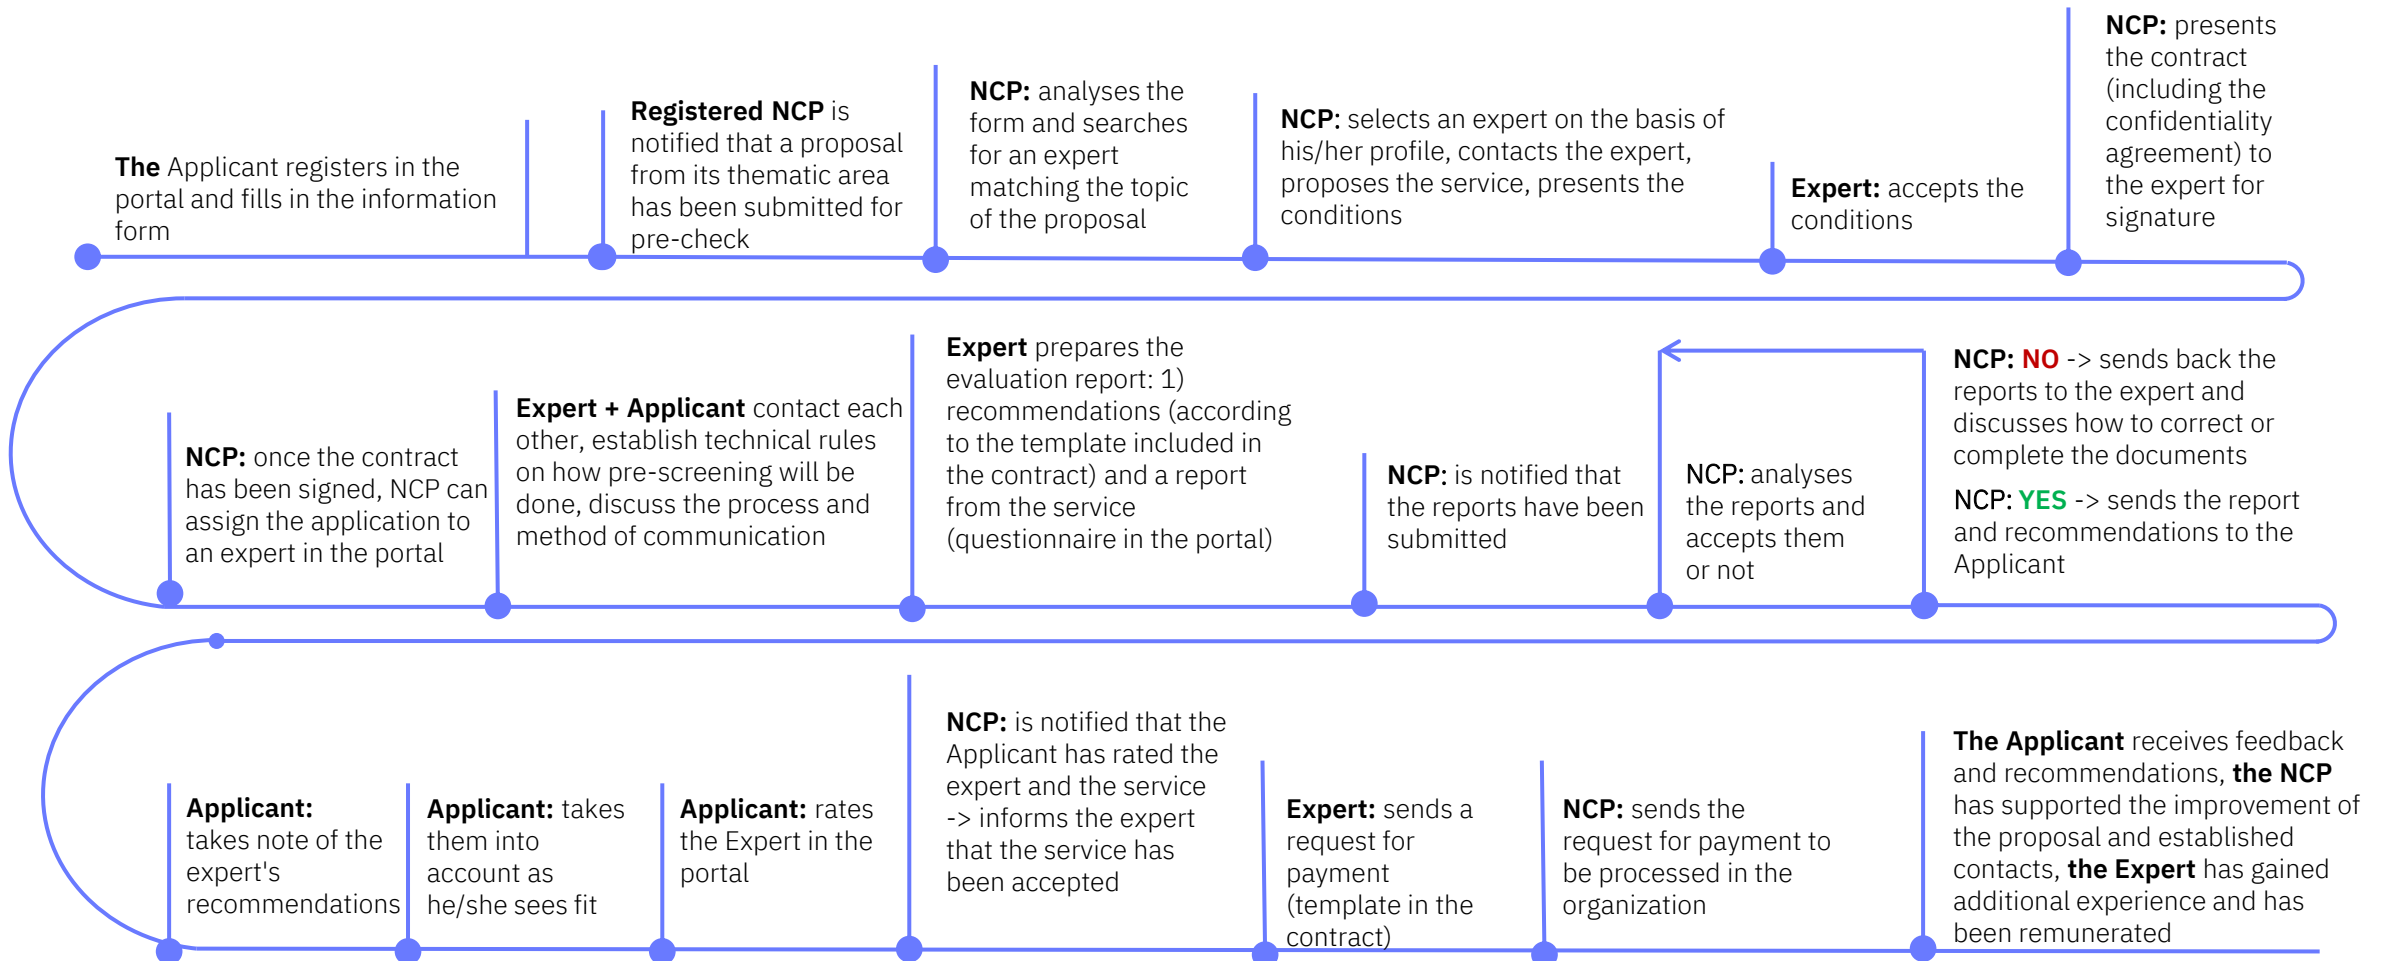 The Applicant registers in the
portal and fills in the information
form
Registered NCP is
notified that a proposal
from its thematic area
has been submitted for
pre-check
NCP: analyses the
form and searches
for an expert
matching the topic
of the proposal
NCP: selects an expert on the basis of
his/her profile, contacts the expert,
proposes the service, presents the
conditions
Expert: accepts the
conditions
NCP: presents
the contract
(including the
confidentiality
agreement) to
the expert for
signature
NCP: once the contract
has been signed, NCP can
assign the application to
an expert in the portal
Expert + Applicant contact each
other, establish technical rules
on how pre-screening will be
done, discuss the process and
method of communication
Expert prepares the
evaluation report: 1)
recommendations (according
to the template included in
the contract) and a report
from the service
(questionnaire in the portal)
NCP: is notified that
the reports have been
submitted
NCP: analyses
the reports and
accepts them
or not
NCP: NO -> sends back the
reports to the expert and
discusses how to correct or
complete the documents
NCP: YES -> sends the report
and recommendations to the
Applicant
Applicant:
takes note of the
expert's
recommendations
Applicant: takes
them into
account as
he/she sees fit
Applicant: rates
the Expert in the
portal
NCP: is notified that the
Applicant has rated the
expert and the service
-> informs the expert
that the service has
been accepted
Expert: sends a
request for
payment
(template in the
contract)
NCP: sends the
request for payment to
be processed in the
organization
The Applicant receives feedback
and recommendations, the NCP
has supported the improvement of
the proposal and established
contacts, the Expert has gained
additional experience and has
been remunerated